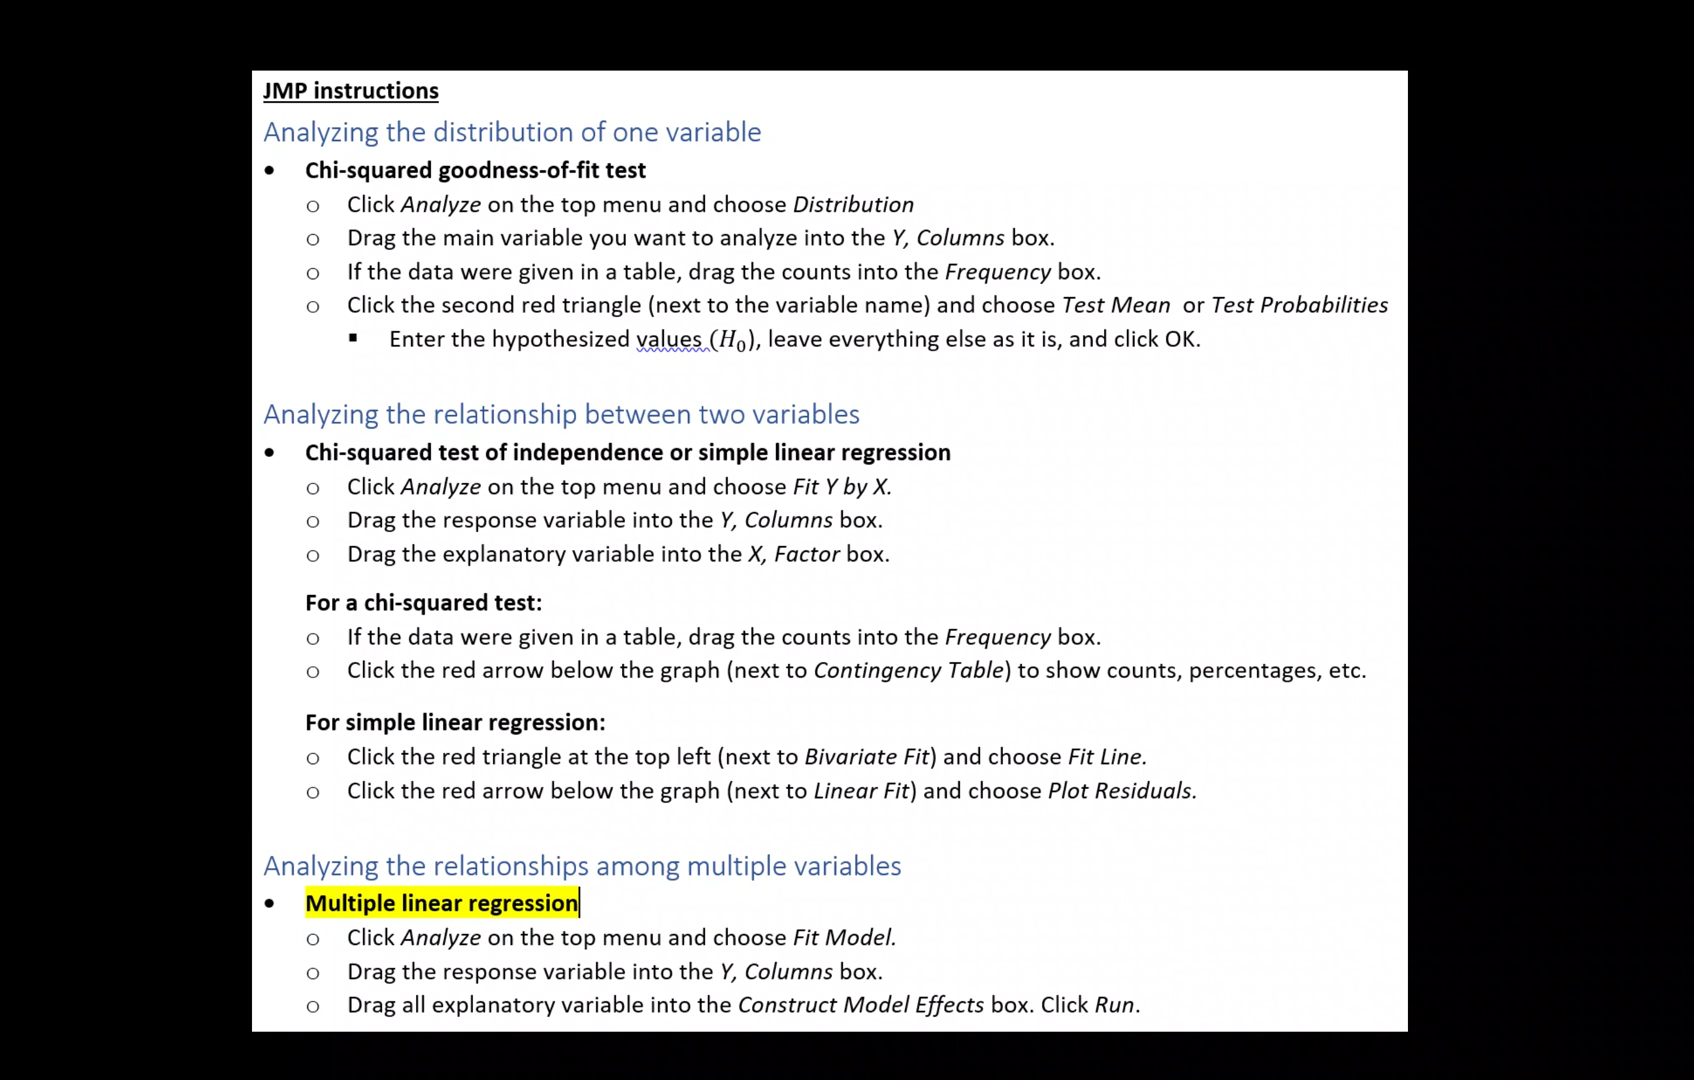 JMP instructions
Analyzing the distribution of one variable
• Chi-squared goodness-of-fit test
o Click Analyze on the top menu and choose Distribution
o Drag the main variable you want to analyze into the Y, Columns box.
o If the data were given in a table, drag the counts into the Frequency box.
o Click the second red triangle (next to the variable name) and choose Test Mean or Test Probabilities
▪ Enter the hypothesized values (H₀), leave everything else as it is, and click OK.
Analyzing the relationship between two variables
• Chi-squared test of independence or simple linear regression
o Click Analyze on the top menu and choose Fit Y by X.
o Drag the response variable into the Y, Columns box.
o Drag the explanatory variable into the X, Factor box.
For a chi-squared test:
o If the data were given in a table, drag the counts into the Frequency box.
o Click the red arrow below the graph (next to Contingency Table) to show counts, percentages, etc.
For simple linear regression:
o Click the red triangle at the top left (next to Bivariate Fit) and choose Fit Line.
o Click the red arrow below the graph (next to Linear Fit) and choose Plot Residuals.
Analyzing the relationships among multiple variables
• Multiple linear regression
o Click Analyze on the top menu and choose Fit Model.
o Drag the response variable into the Y, Columns box.
o Drag all explanatory variable into the Construct Model Effects box. Click Run.